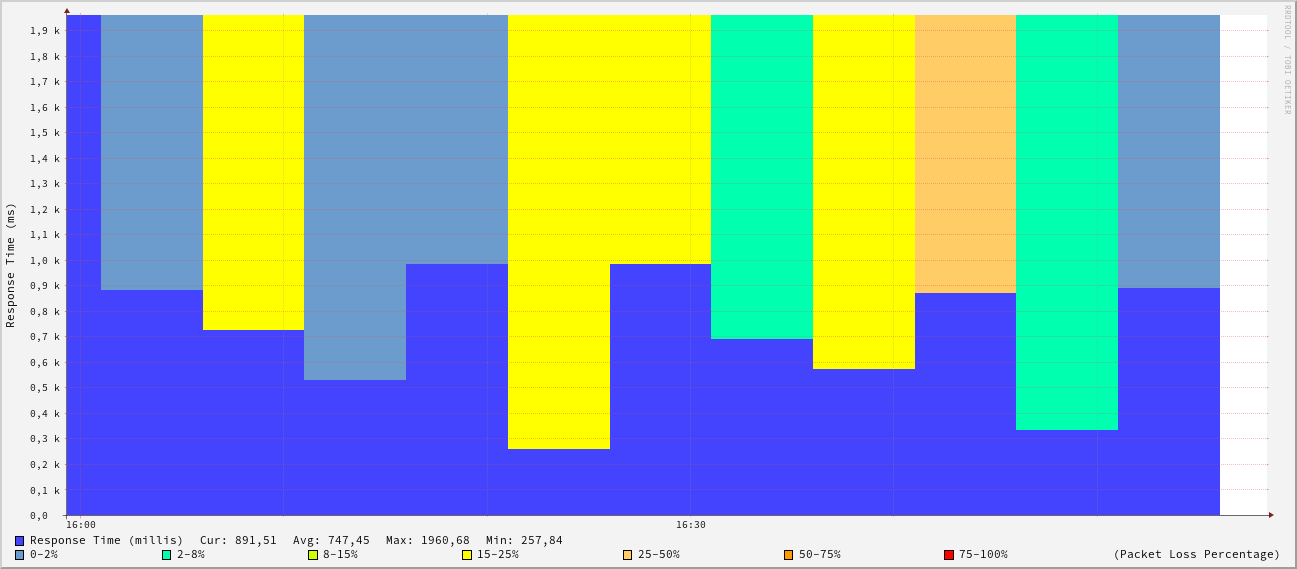 RRDTOOL / TOBI OETIKER
Response Time (ms)
1,9 k
1,8 k
1,7 k
1,6 k
1,5 k
1,4 k
1,3 k
1,2 k
1,1 k
1,0 k
0,9 k
0,8 k
0,7 k
0,6 k
0,5 k
0,4 k
0,3 k
0,2 k
0,1 k
0,0
16:00 16:30
Response Time (millis) Cur: 891,51 Avg: 747,45 Max: 1960,68 Min: 257,84
0-2% 2-8% 8-15% 15-25% 25-50% 50-75% 75-100% (Packet Loss Percentage)